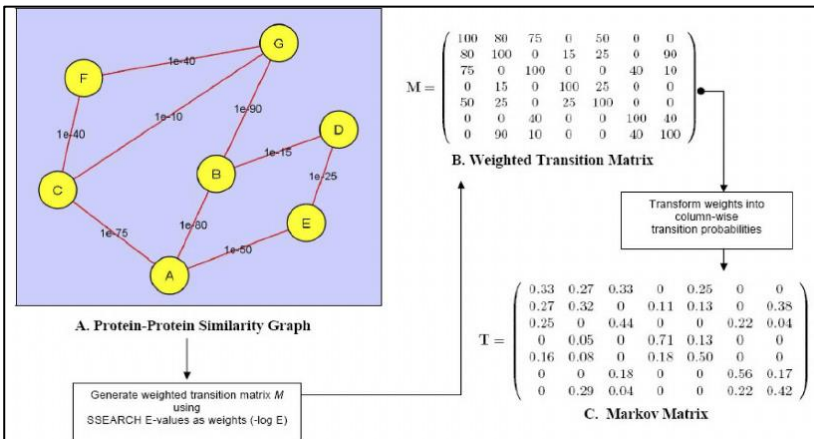 G
1e-40
F
1e-90
1e-10
D
1e-40
1e-15
B
1e-25
C
E
1e-75
1e-80
1e-50
A
A. Protein-Protein Similarity Graph
Generate weighted transition matrix M
using
SSEARCH E-values as weights (-log E)
M =
100 80 75 0 50 0 0
80 100 0 15 25 0 90
75 0 100 0 0 40 10
0 15 0 100 25 0 0
50 25 0 25 100 0 0
0 0 40 0 0 100 40
0 90 10 0 0 40 100
B. Weighted Transition Matrix
Transform weights into
column-wise
transition probabilities
T =
0.33 0.27 0.33 0 0.25 0 0
0.27 0.32 0 0.11 0.13 0 0.38
0.25 0 0.44 0 0 0.22 0.04
0 0.05 0 0.71 0.13 0 0
0.16 0.08 0 0.18 0.50 0 0
0 0 0.18 0 0 0.56 0.17
0 0.29 0.04 0 0 0.22 0.42
C. Markov Matrix